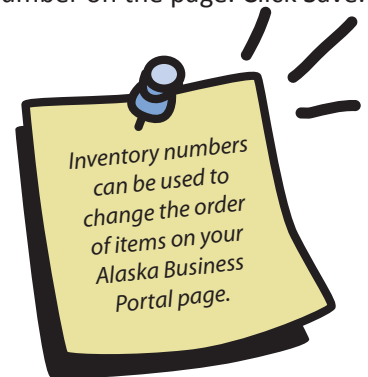 number on the page. Click Save.
Inventory numbers
can be used to
change the order
of items on your
Alaska Business
Portal page.